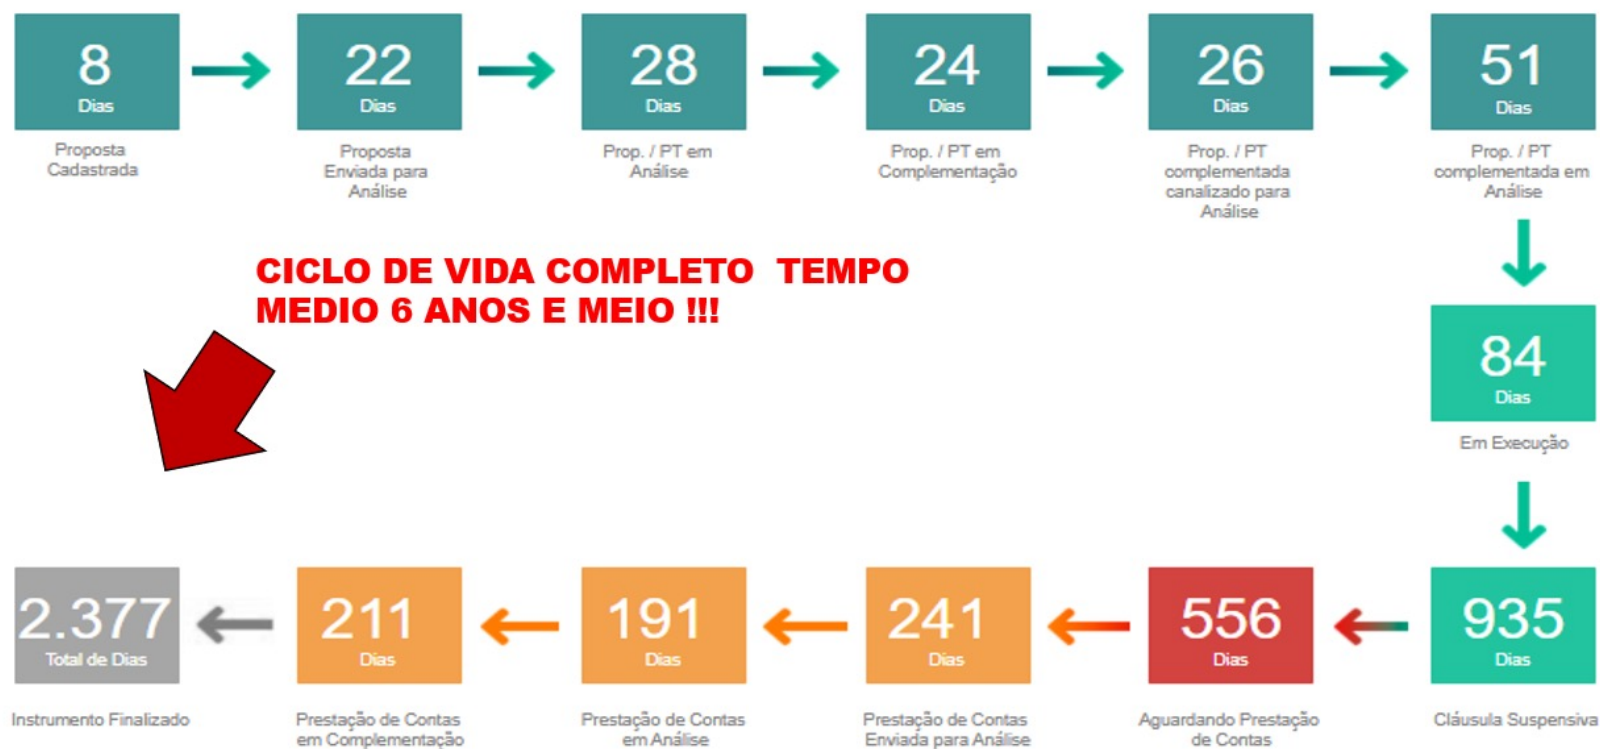 8
Dias
Proposta
Cadastrada
22
Dias
Proposta
Enviada para
Análise
28
Dias
Prop. / PT em
Análise
24
Dias
Prop. / PT em
Complementação
26
Dias
Prop. / PT
complementada
canalizado para
Análise
51
Dias
Prop. / PT
complementada em
Análise
CICLO DE VIDA COMPLETO TEMPO
MEDIO 6 ANOS E MEIO !!!
84
Dias
Em Execução
935
Dias
Cláusula Suspensiva
556
Dias
Aguardando Prestação
de Contas
241
Dias
Prestação de Contas
Enviada para Análise
191
Dias
Prestação de Contas
em Análise
211
Dias
Prestação de Contas
em Complementação
2.377
Total de Dias
Instrumento Finalizado